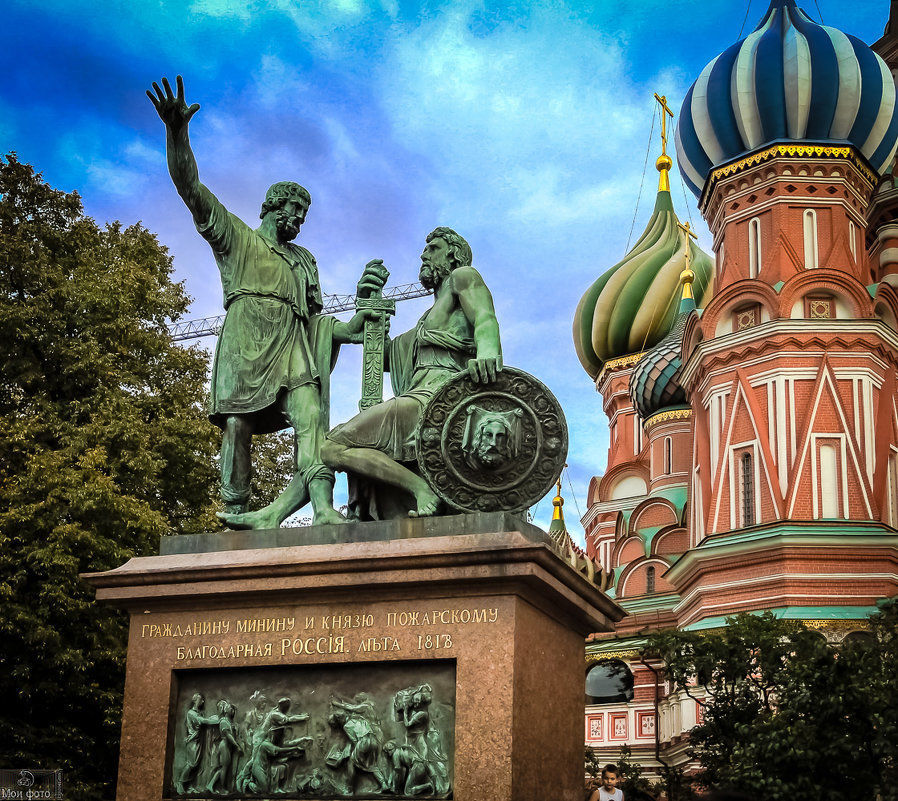 ГРАЖДАНИНУ МИНИНУ И КНЯЗЮ ПОЖАРСКОМУ
БЛАГОДАРНАЯ РОССІЯ. ЛѢТА 1818
Мои фото